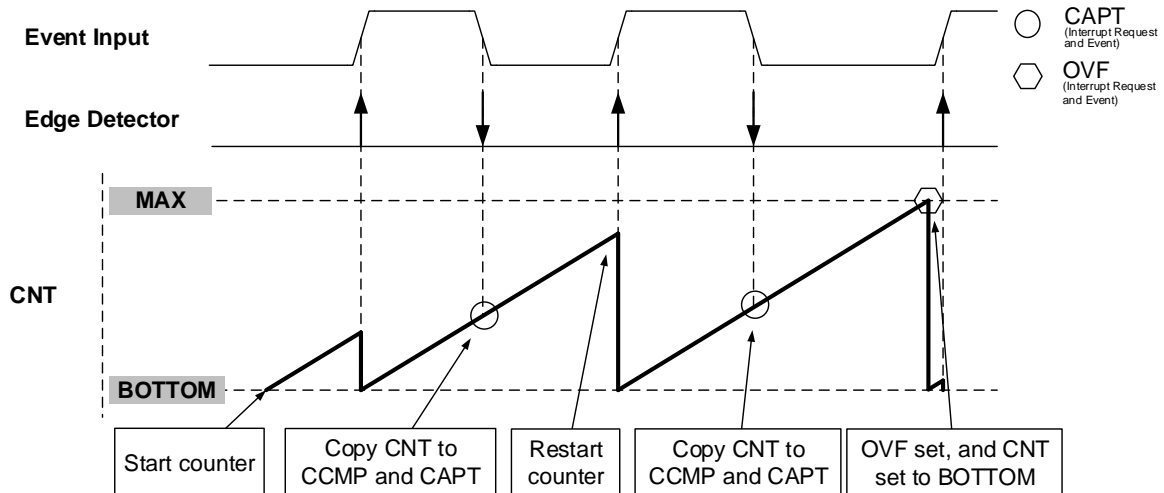 Event Input
CAPT
(Interrupt Request
and Event)
OVF
(Interrupt Request
and Event)
Edge Detector
MAX
CNT
BOTTOM
Start counter
Copy CNT to
CCMP and CAPT
Restart
counter
Copy CNT to
CCMP and CAPT
OVF set, and CNT
set to BOTTOM